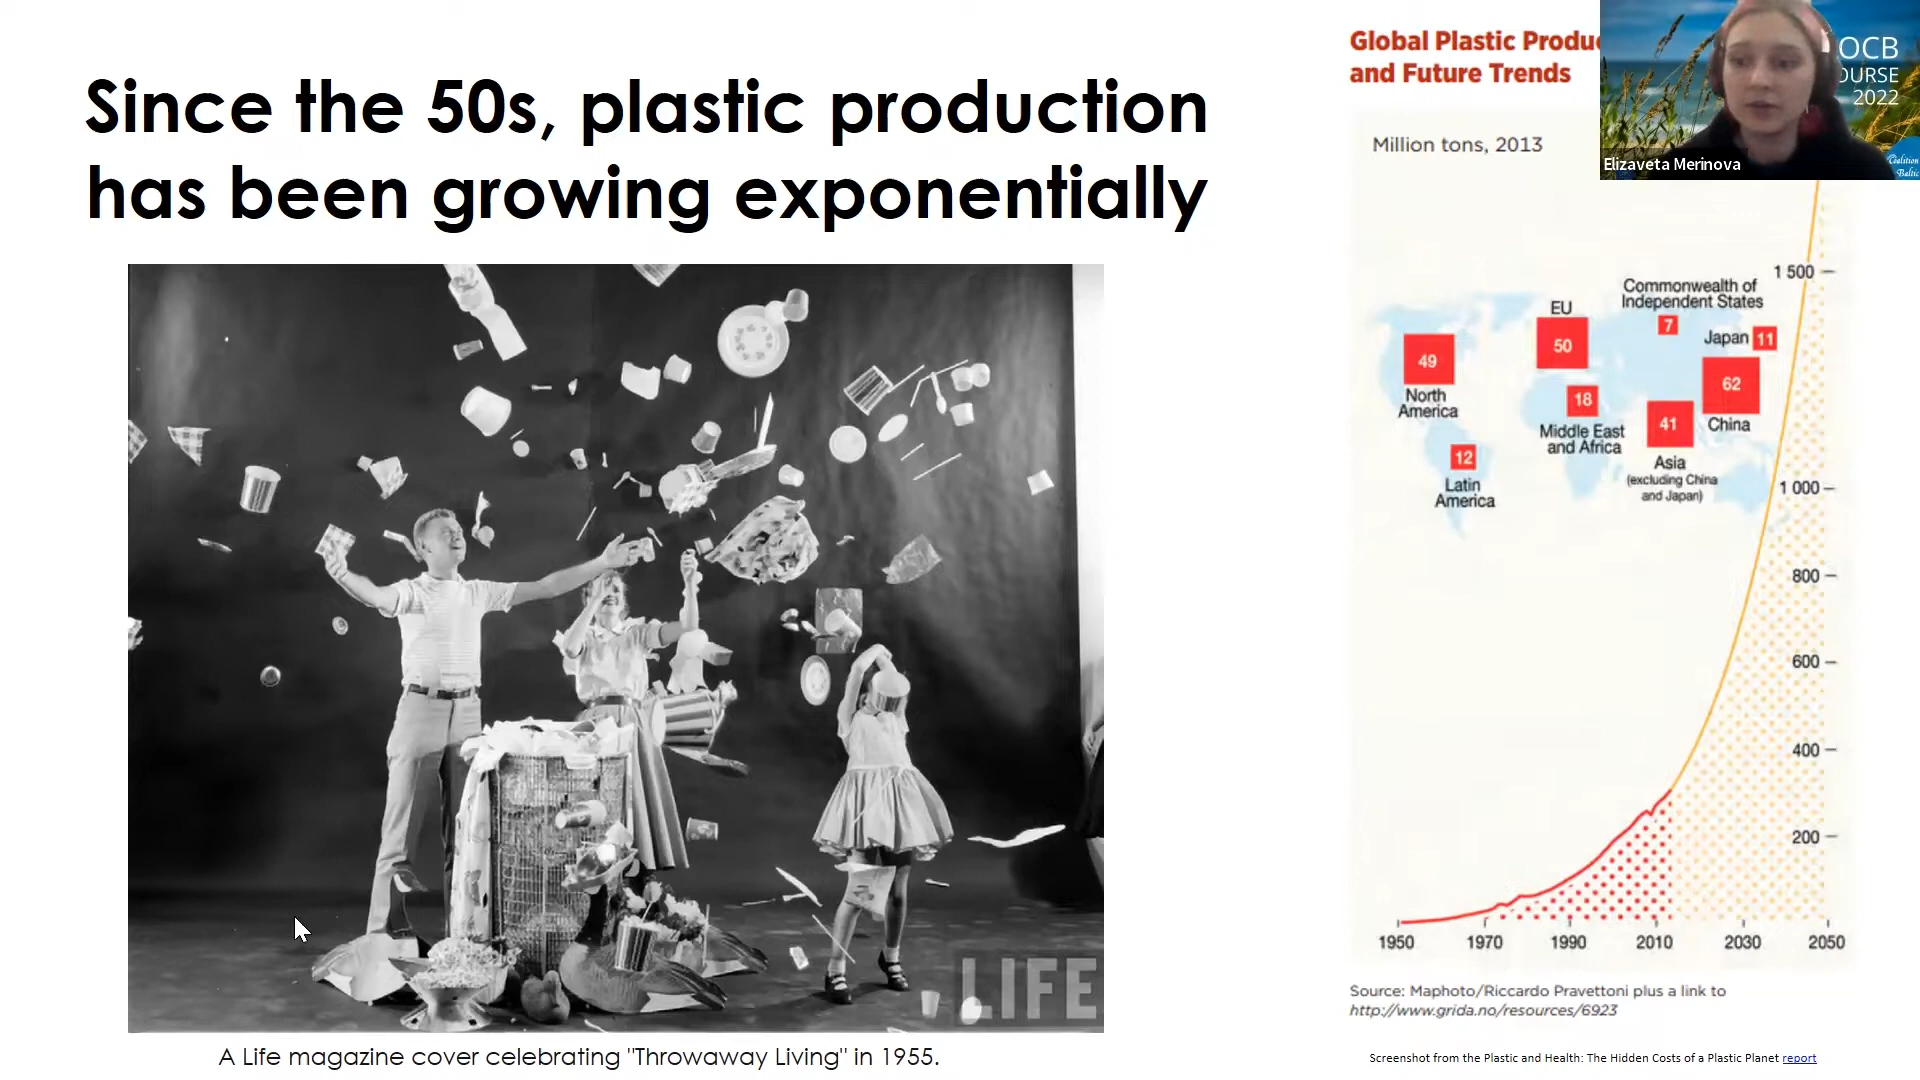 Since the 50s, plastic production
has been growing exponentially
LIFE
A Life magazine cover celebrating "Throwaway Living" in 1955.
Global Plastic
and Future Trends
Million tons, 2013
1 500
Commonwealth of
Independent States
7
EU
50
Japan 11
49
North
America
62
China
18
Middle East
and Africa
41
Asia
(excluding China
and Japan)
12
Latin
America
1 000
800
600
400
200
1950 1970 1990 2010 2030 2050
Source: Maphoto/Riccardo Pravettoni plus a link to
http://www.grida.no/resources/6923
Screenshot from the Plastic and Health: The Hidden Costs of a Plastic Planet report
OCB
2022
Elizaveta Merinova
Coalition
Baltic